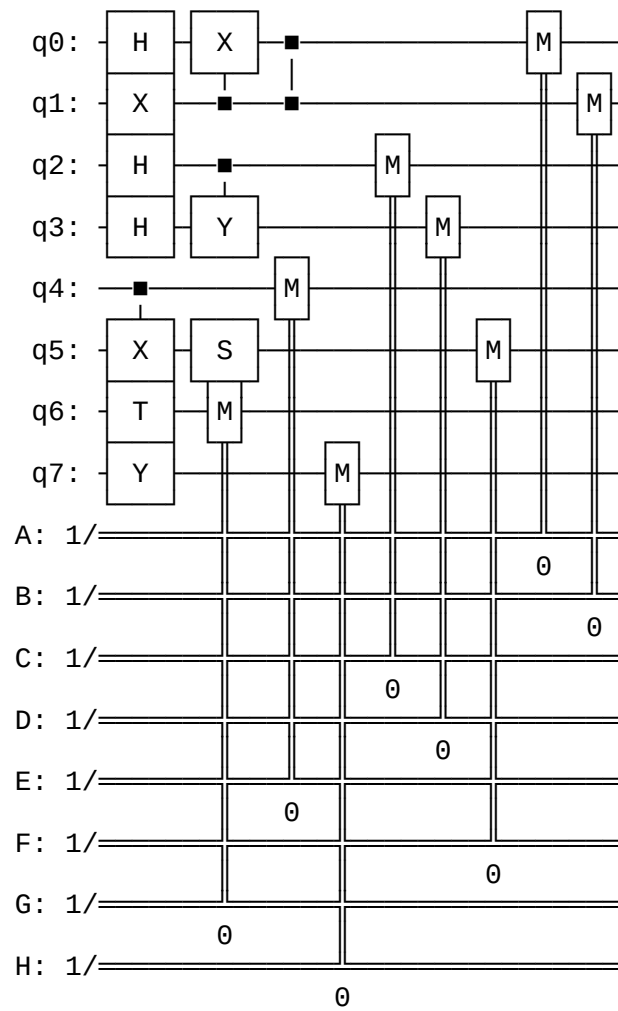 q0: H X M
q1: X M
q2: H M
q3: H Y M
q4: M
q5: X S M
q6: T M
q7: Y M
A: 1/
0
B: 1/
0
C: 1/
0
D: 1/
0
E: 1/
0
F: 1/
0
G: 1/
0
H: 1/
0